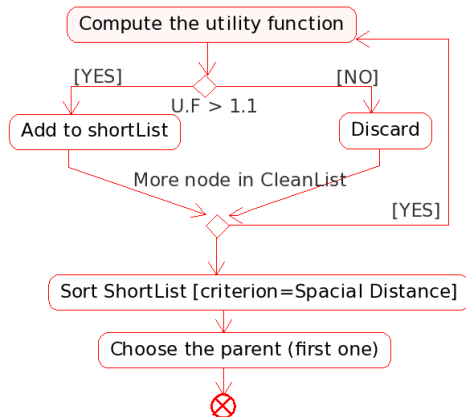 Compute the utility function
[YES]
[NO]
U.F > 1.1
Add to shortList
Discard
More node in CleanList
[YES]
Sort ShortList [criterion=Spacial Distance]
Choose the parent (first one)